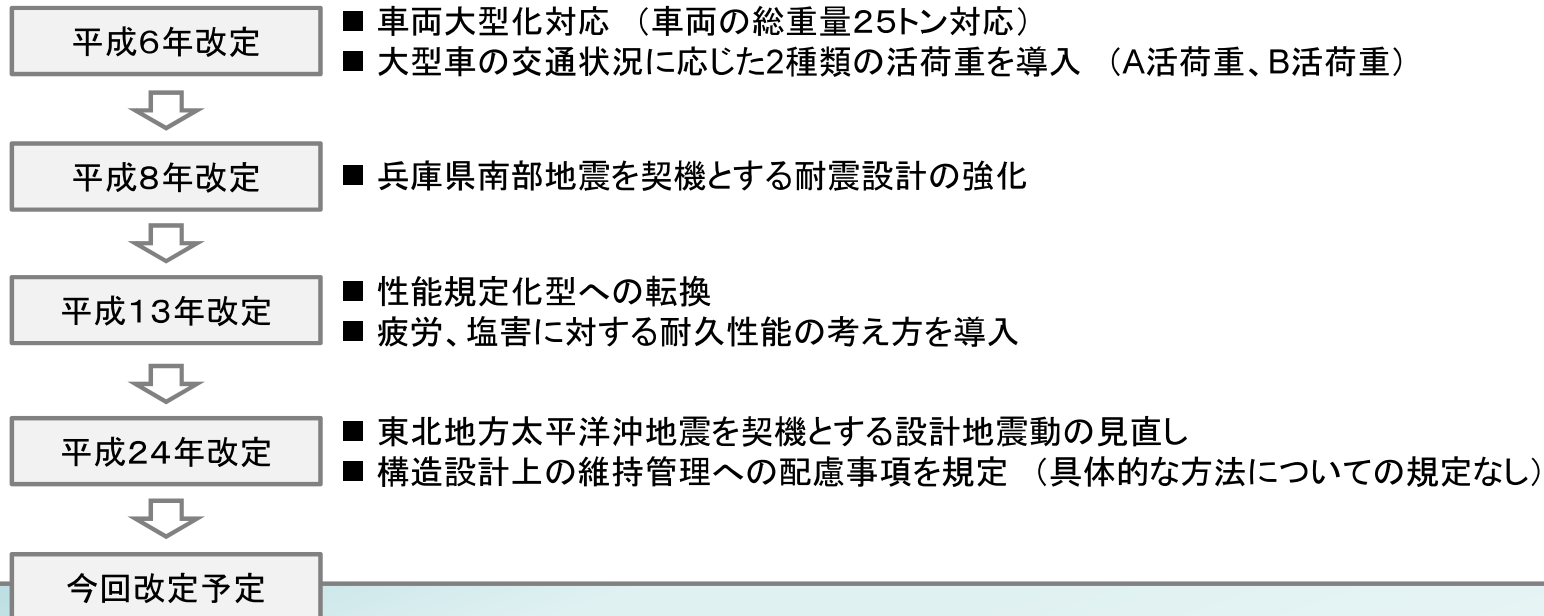 平成6年改定
■ 車両大型化対応 （車両の総重量25トン対応）
■ 大型車の交通状況に応じた2種類の活荷重を導入 （A活荷重、B活荷重）
平成8年改定
■ 兵庫県南部地震を契機とする耐震設計の強化
平成13年改定
■ 性能規定化型への転換
■ 疲労、塩害に対する耐久性能の考え方を導入
平成24年改定
■ 東北地方太平洋沖地震を契機とする設計地震動の見直し
■ 構造設計上の維持管理への配慮事項を規定 （具体的な方法についての規定なし）
今回改定予定